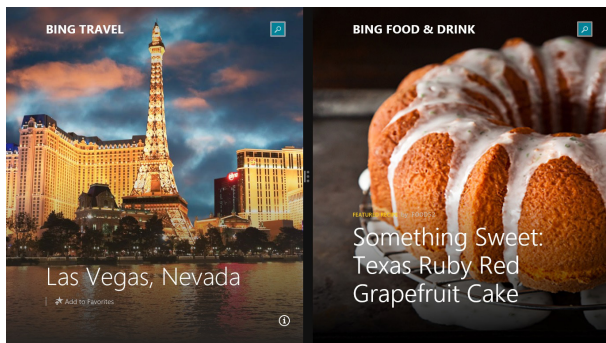 BING TRAVEL
Las Vegas, Nevada
Add to Favorites
BING FOOD & DRINK
Something Sweet:
Texas Ruby Red
Grapefruit Cake